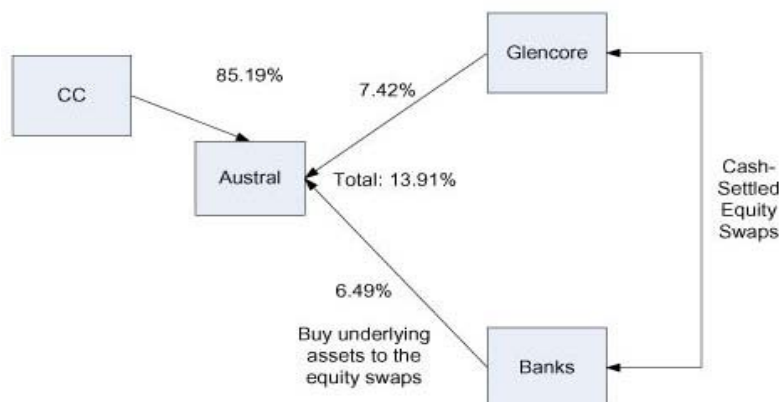 CC
85.19%
Glencore
7.42%
Austral
Total: 13.91%
Cash-
Settled
Equity
Swaps
6.49%
Buy underlying
assets to the
equity swaps
Banks